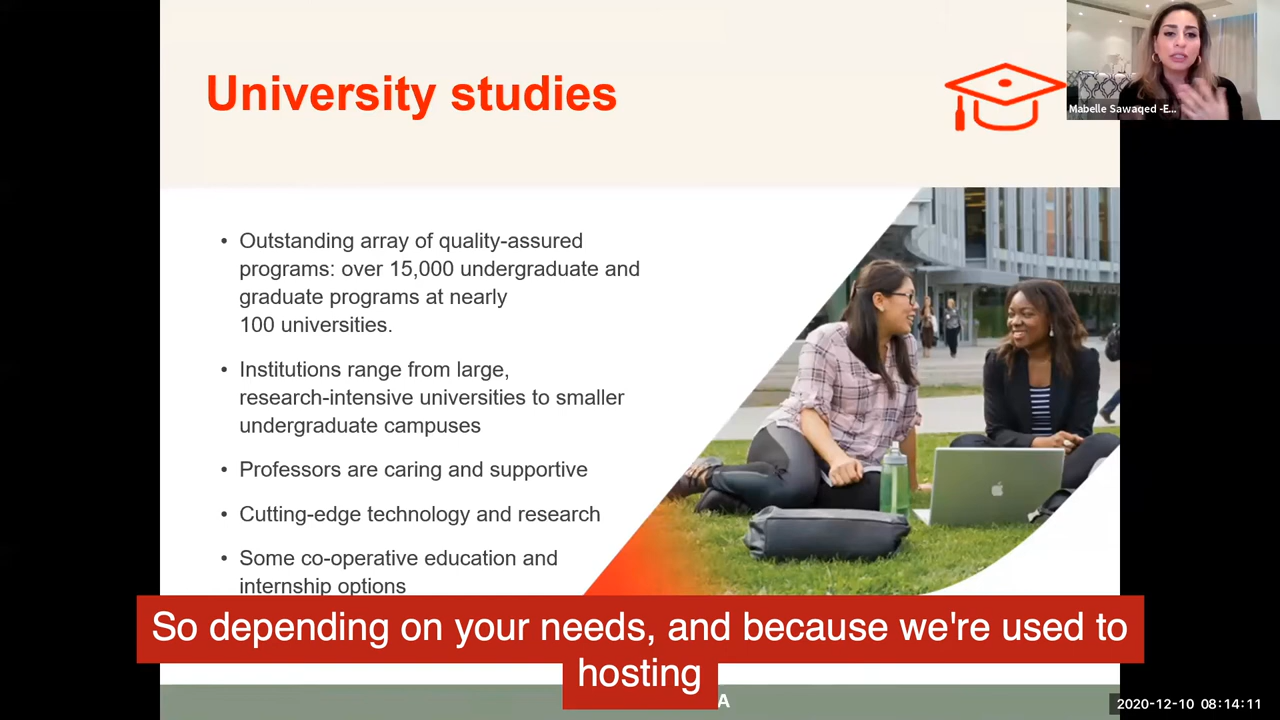 University studies
Mabelle Sawaqed -E...
• Outstanding array of quality-assured
programs: over 15,000 undergraduate and
graduate programs at nearly
100 universities.
• Institutions range from large,
research-intensive universities to smaller
undergraduate campuses
• Professors are caring and supportive
• Cutting-edge technology and research
• Some co-operative education and
internship options
So depending on your needs, and because we're used to
hosting
A
2020-12-10 08:14:11